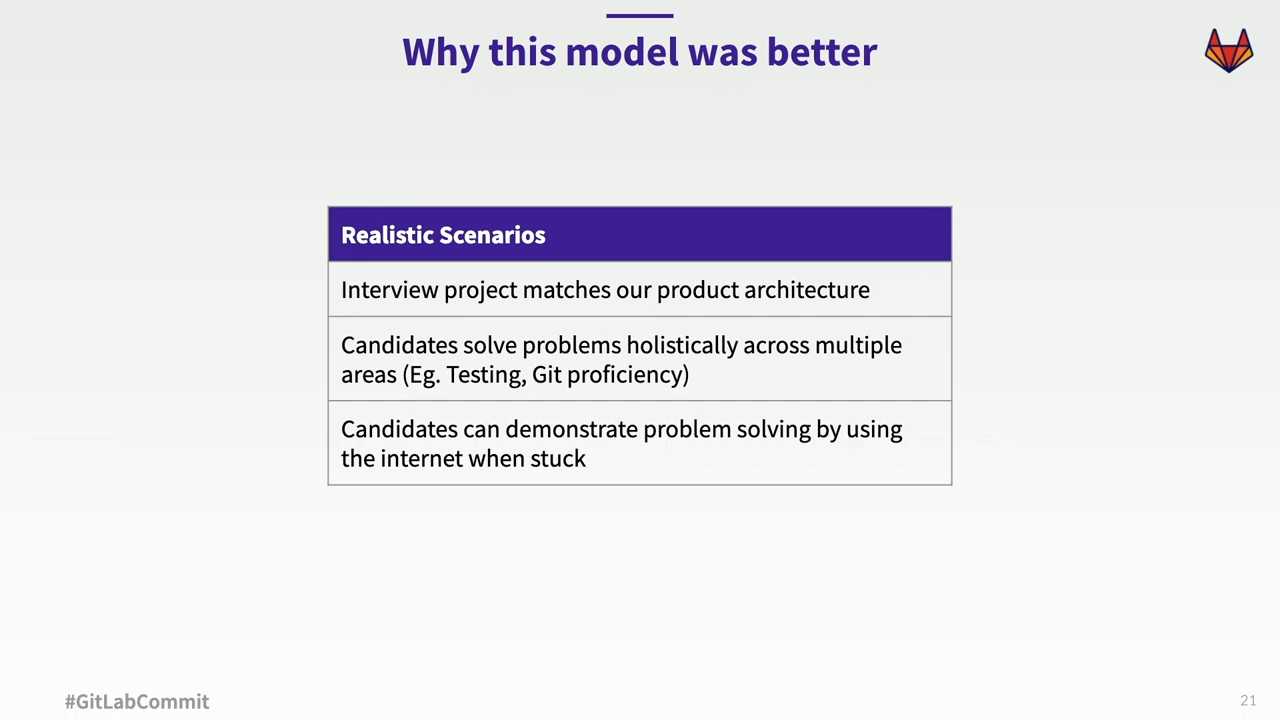 Why this model was better
Realistic Scenarios
Interview project matches our product architecture
Candidates solve problems holistically across multiple
areas (Eg. Testing, Git proficiency)
Candidates can demonstrate problem solving by using
the internet when stuck
#GitLabCommit
21